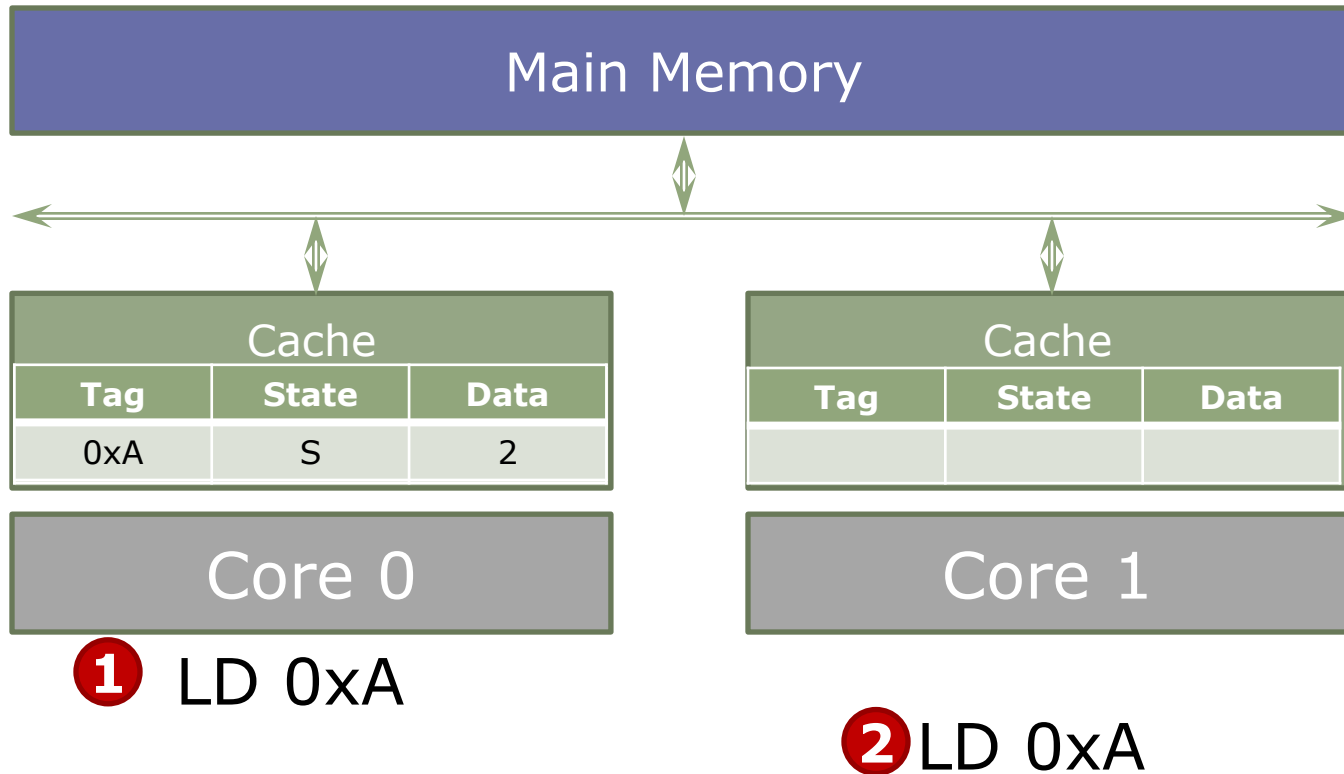 Main Memory
Cache
Tag State Data
0xA S 2
Core 0
1 LD 0xA
Cache
Tag State Data
Core 1
2 LD 0xA